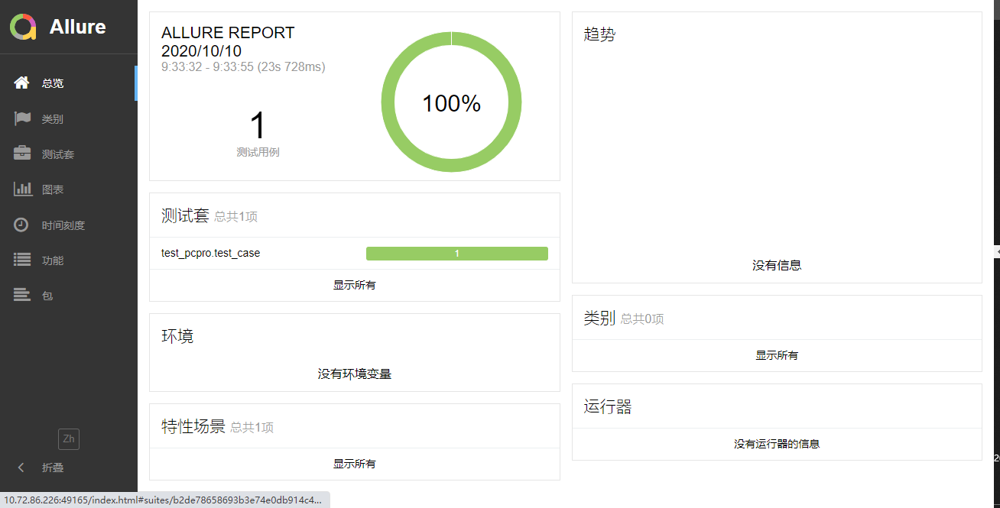 Allure
总览
类别
测试套
图表
时间刻度
功能
包
Zh
折叠
ALLURE REPORT
2020/10/10
9:33:32 - 9:33:55 (23s 728ms)
1
测试用例
100%
测试套 总共1项
test_pcpro.test_case 1
显示所有
环境
没有环境变量
特性场景 总共1项
显示所有
趋势
没有信息
类别 总共0项
显示所有
运行器
没有运行器的信息
10.72.86.226:49165/index.html#suites/b2de78658693b3e74e0db914c4...